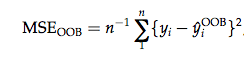 MSE_OOB = n^{-1} \sum_{1}^{n} \{y_i - \hat{y}_i^{OOB}\}^2